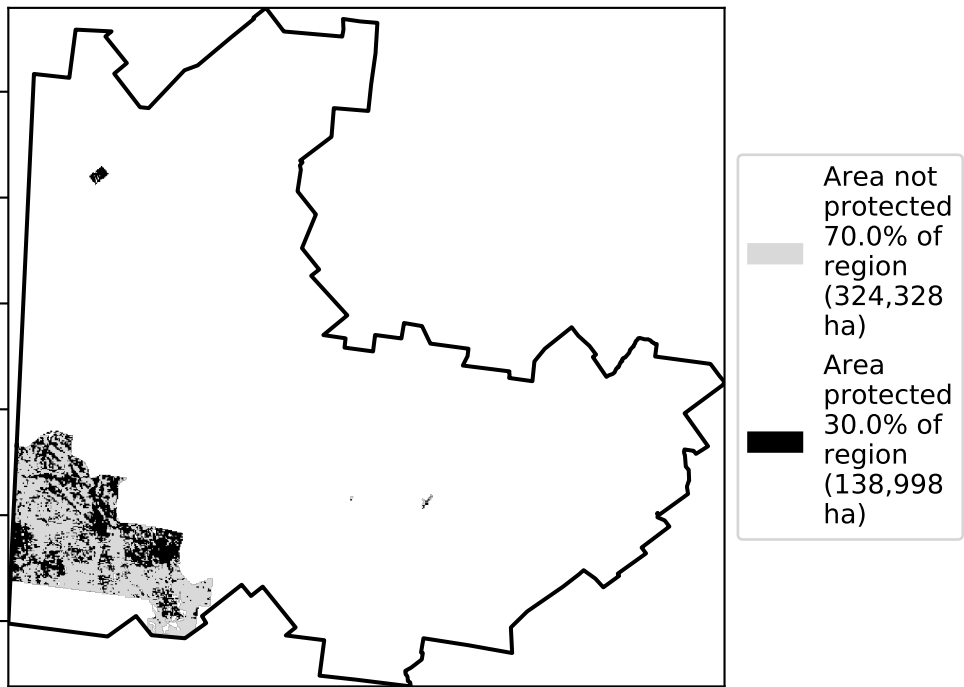 Area not
protected
70.0% of
region
(324,328
ha)
Area
protected
30.0% of
region
(138,998
ha)